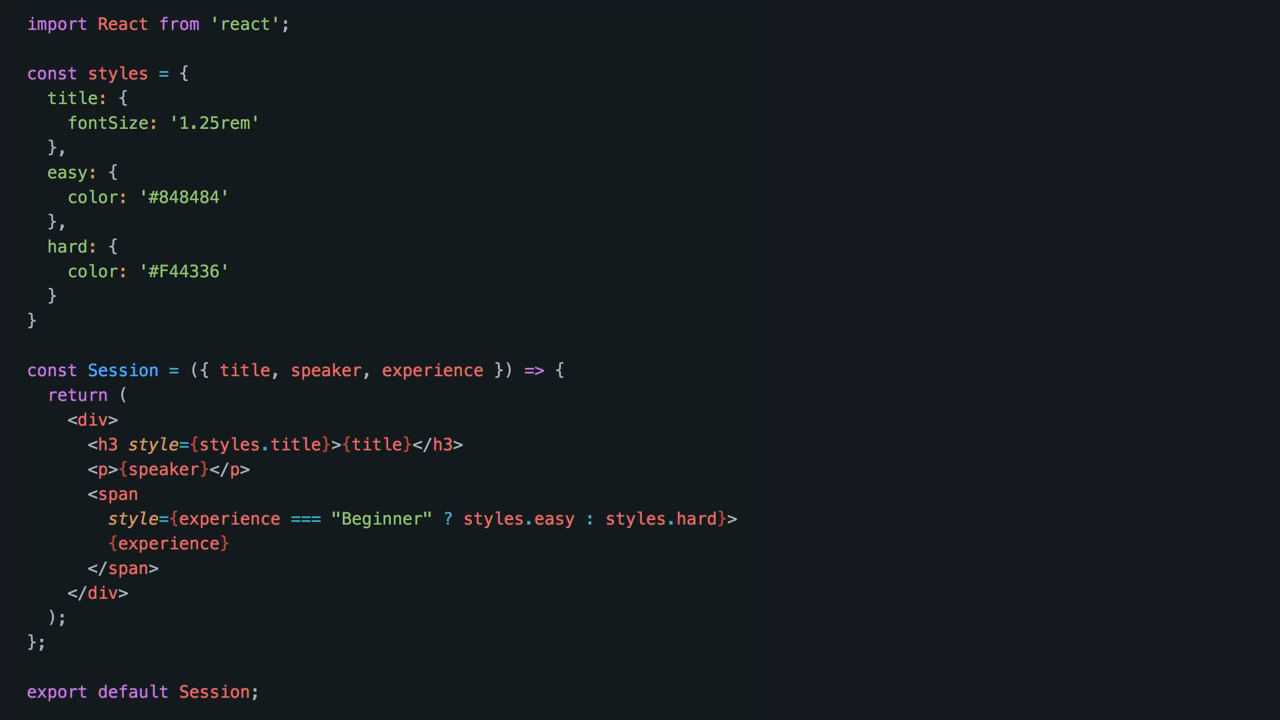 import React from 'react';
const styles = {
  title: {
    fontSize: '1.25rem'
  },
  easy: {
    color: '#848484'
  },
  hard: {
    color: '#F44336'
  }
}
const Session = ({ title, speaker, experience }) => {
  return (
    <div>
      <h3 style={styles.title}>{title}</h3>
      <p>{speaker}</p>
      <span
        style={experience === "Beginner" ? styles.easy : styles.hard}>
        {experience}
      </span>
    </div>
  );
};
export default Session;